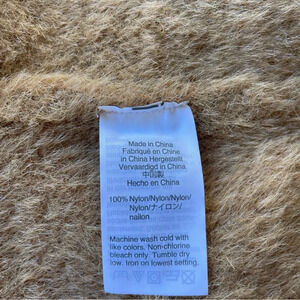 Made in China
Fabriqué en Chine
in China Hergestellt
Vervaardigd in China
中国製
Hecho en China
100% Nylon/Nylon/Nylon/
Nylon/ナイロン/
nailon
Machine wash cold with
like colors. Non-chlorine
bleach only. Tumble dry
low. Iron on lowest setting.